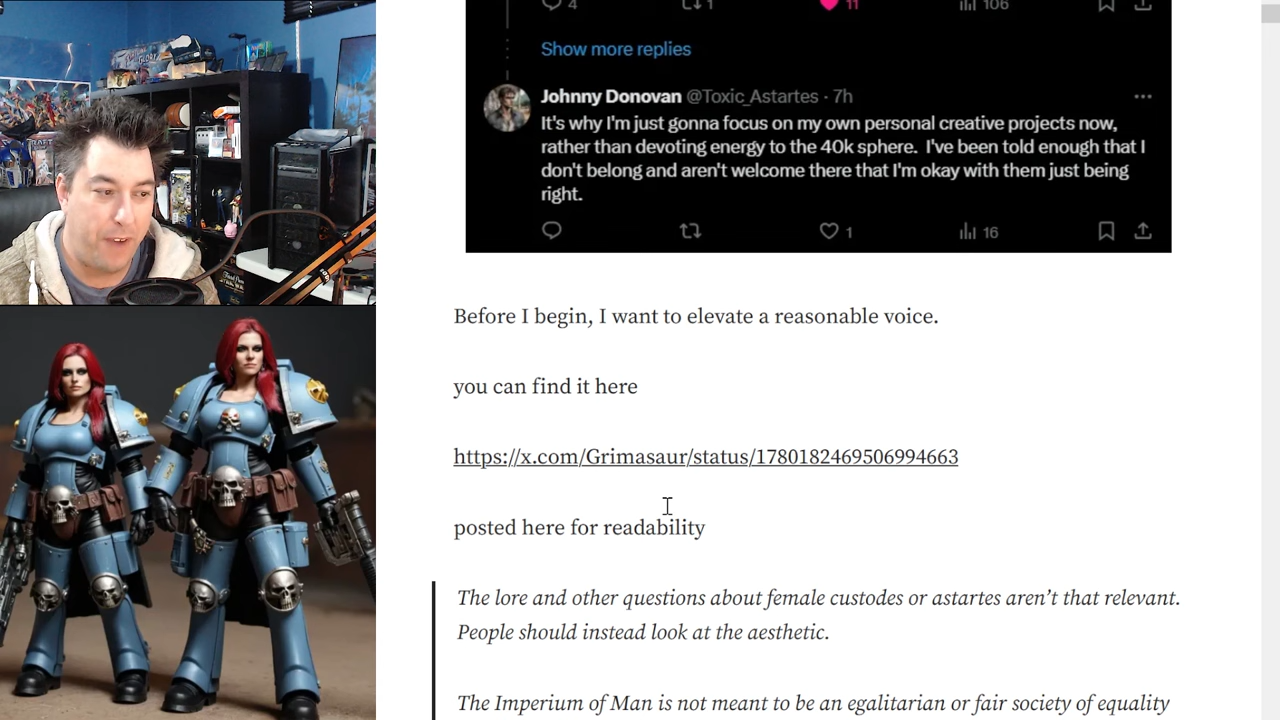 4 1 11 106
Show more replies
Johnny Donovan @Toxic_Astartes · 7h
It's why I'm just gonna focus on my own personal creative projects now,
rather than devoting energy to the 40k sphere. I've been told enough that I
don't belong and aren't welcome there that I'm okay with them just being
right.
1 16
Before I begin, I want to elevate a reasonable voice.
you can find it here
https://x.com/Grimasaur/status/1780182469506994663
posted here for readability
The lore and other questions about female custodes or astartes aren't that relevant.
People should instead look at the aesthetic.
The Imperium of Man is not meant to be an egalitarian or fair society of equality